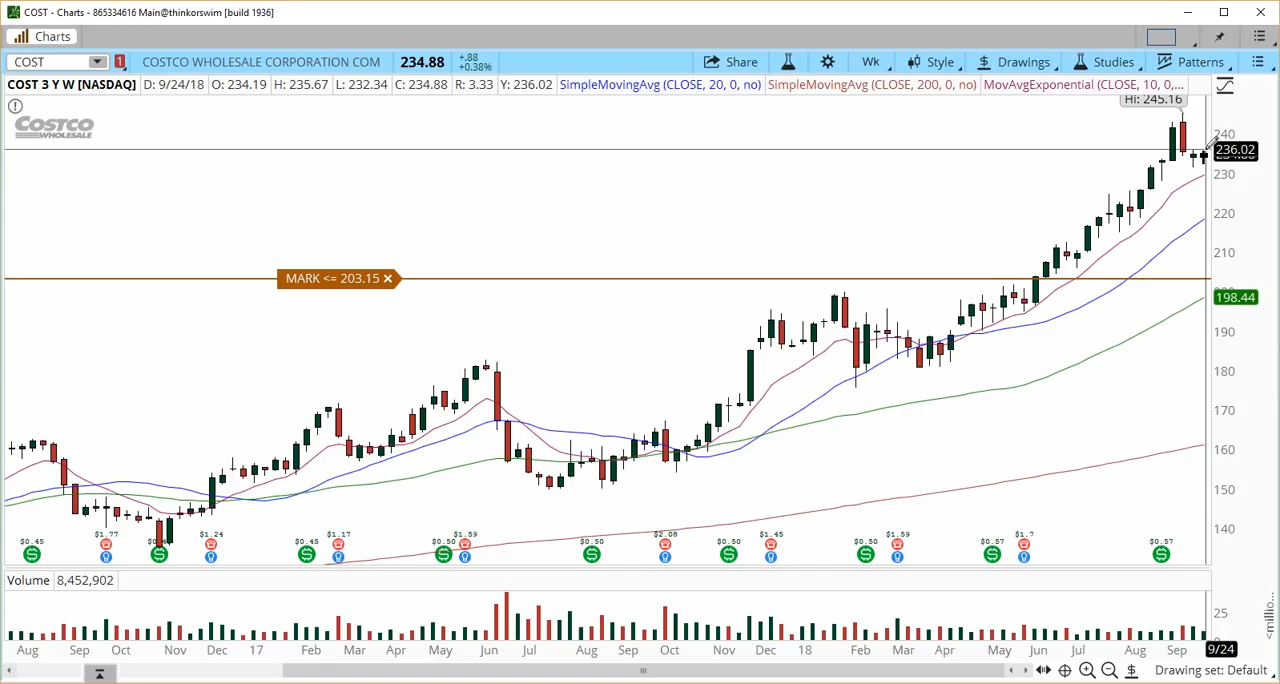 COST - Charts - 865334616 Main@thinkorswim [build 1936]
Charts
COST 1 COSTCO WHOLESALE CORPORATION COM 234.88 +.88 +0.38% Share Wk Style Drawings Studies Patterns
COST 3 Y W [NASDAQ] D: 9/24/18 O: 234.19 H: 235.67 L: 232.34 C: 234.88 R: 3.33 Y: 236.02 SimpleMovingAvg (CLOSE, 20, 0, no) SimpleMovingAvg (CLOSE, 200, 0, no) MovAvgExponential (CLOSE, 10, 0,...
Hi: 245.16
COSTCO
WHOLESALE
240
236.02
230
220
210
MARK <= 203.15 ×
198.44
190
180
170
160
150
140
$0.45 $1.77 $1.24 $0.45 $1.17 $0.50 $1.59 $0.50 $2.08 $0.50 $1.45 $0.50 $1.59 $0.57 $1.7 $0.57
Volume 8,452,902
25
<millio...
Aug Sep Oct Nov Dec 17 Feb Mar Apr May Jun Jul Aug Sep Oct Nov Dec 18 Feb Mar Apr May Jun Jul Aug Sep 9/24
Drawing set: Default